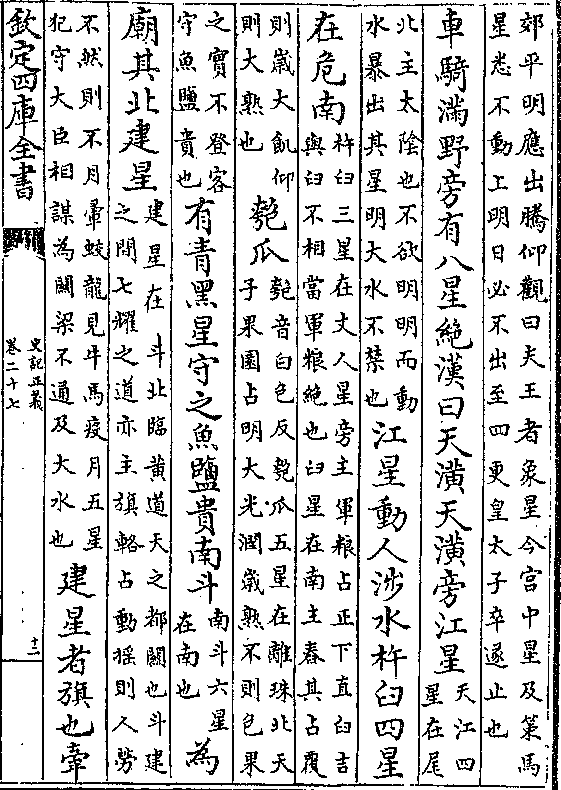 郊平明應出騰仰觀曰夫王者象星今宫中星及策馬
星悉不動上明日必不出至四更皇太子卒遂止也
車騎滿野旁有八星絶漢曰天潢天潢旁江星
天江四
星在尾
北主太陰也不欲明明而動
水暴出其星明大水不禁也
江星動人涉水杵臼四星
在危南
杵臼三星在丈人星旁主軍粮占正下直臼吉
與臼不相當軍粮絶也臼星在南主舂其占覆
則歲大飢仰
則大熟也
匏瓜
匏音白包反匏瓜五星在離珠北天
子果園占明大光潤歲熟不則包果
之實不登客
守魚鹽貴也
有青黑星守之魚鹽貴南斗
南斗六星
在南也
為
廟其北建星
建星在斗北臨黄道天之都關也斗建
之間七耀之道亦主旗輅占動摇則人勞
不然則不月暈蛟龍見牛馬疫月五星
犯守大臣相謀為關梁不通及大水也
建星者旗也牽
欽定四庫全書
史記正義
卷二十七
十二